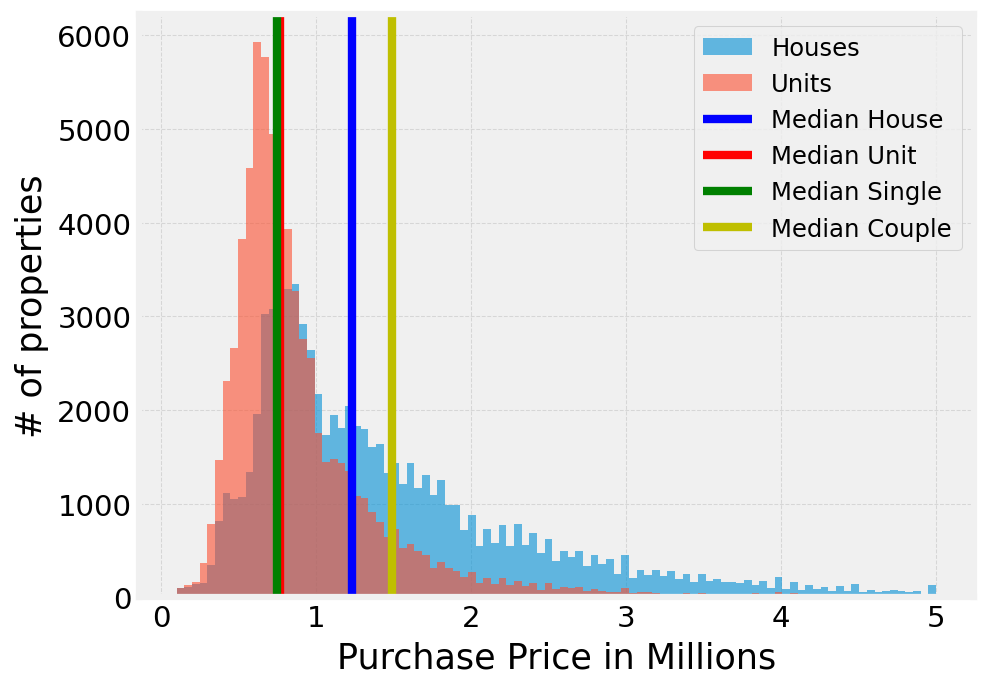 6000
5000
4000
3000
2000
1000
0
# of properties
0 1 2 3 4 5
Purchase Price in Millions
Houses
Units
Median House
Median Unit
Median Single
Median Couple